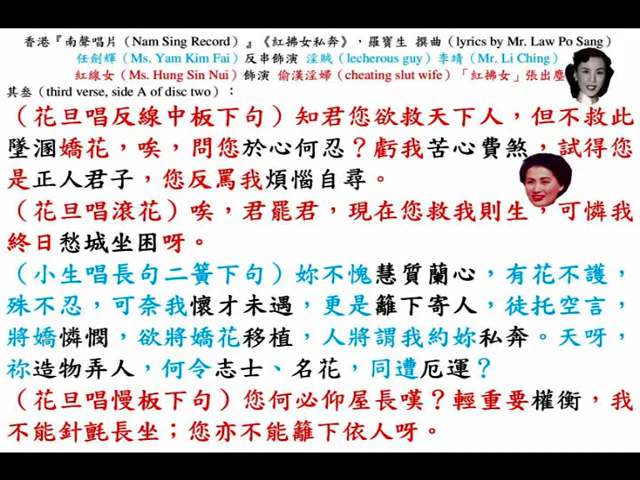 香港『南聲唱片（Nam Sing Record）』《紅拂女私奔》，羅寶生 撰曲（lyrics by Mr. Law Po Sang）
任劍輝（Ms. Yam Kim Fai）反串飾演 淫賊（lecherous guy）李靖（Mr. Li Ching）
紅線女（Ms. Hung Sin Nui）飾演 偷漢淫婦（cheating slut wife）「紅拂女」張出塵
其叁（third verse, side A of disc two）：
（花旦唱反線中板下句）知君您欲救天下人，但不救此
墜溷嬌花，唉，問您於心何忍？虧我苦心費煞，試得您
是正人君子，您反罵我煩惱自尋。
（花旦唱滾花）唉，君罷君，現在您救我則生，可憐我
終日愁城坐困呀。
（小生唱長句二簧下句）妳不愧慧質蘭心，有花不護，
殊不忍，可奈我懷才未遇，更是籬下寄人，徒托空言，
將嬌憐憫，欲將嬌花移植，人將謂我約妳私奔。天呀，
祢造物弄人，何令志士、名花，同遭厄運？
（花旦唱慢板下句）您何必仰屋長嘆？輕重要權衡，我
不能針氈長坐；您亦不能籬下依人呀。